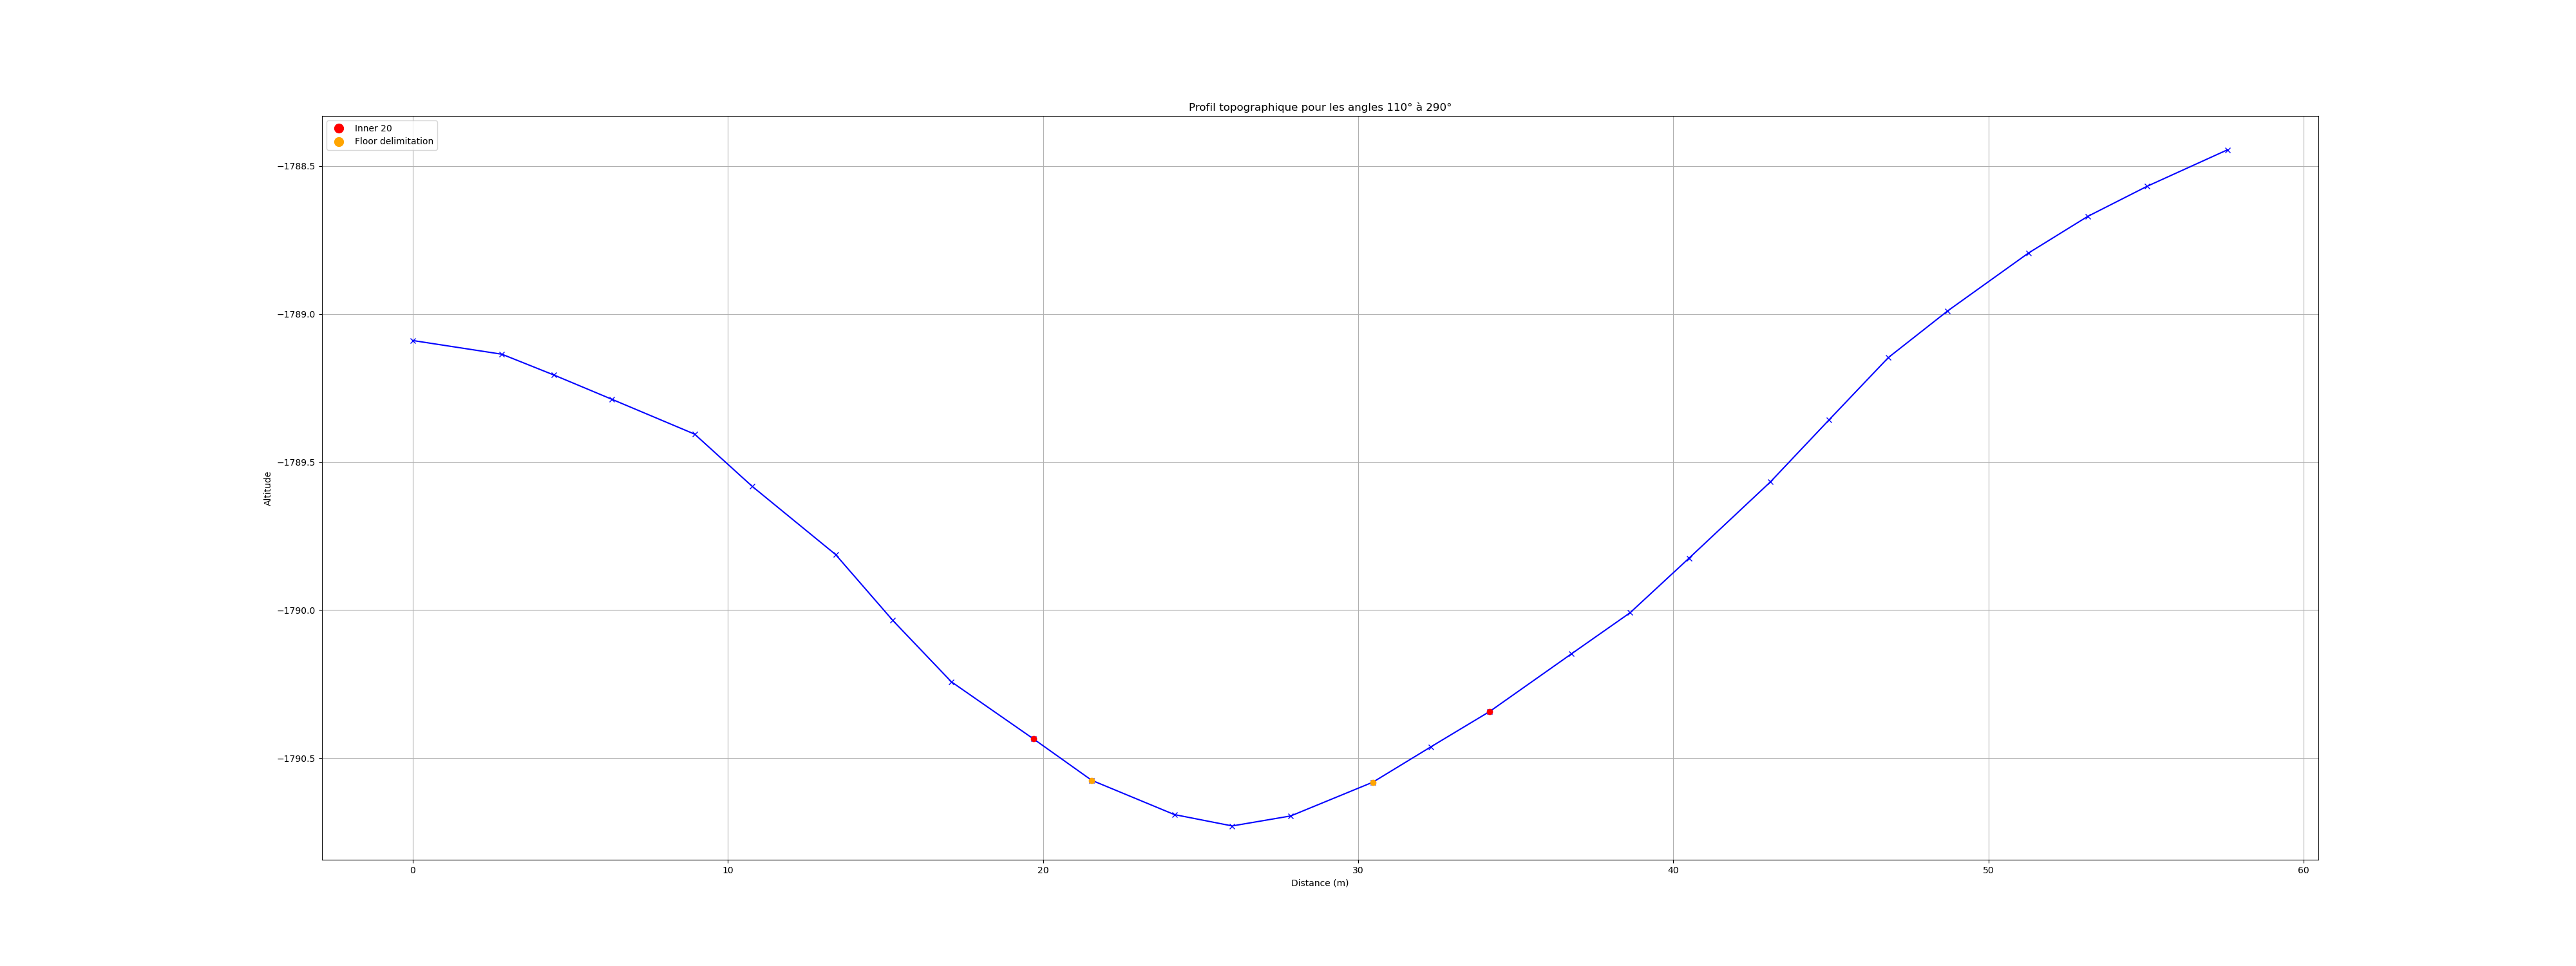 Profil topographique pour les angles 110° à 290°
Inner 20
Floor delimitation
−1788.5
−1789.0
−1789.5
−1790.0
−1790.5
Altitude
0 10 20 30 40 50 60
Distance (m)